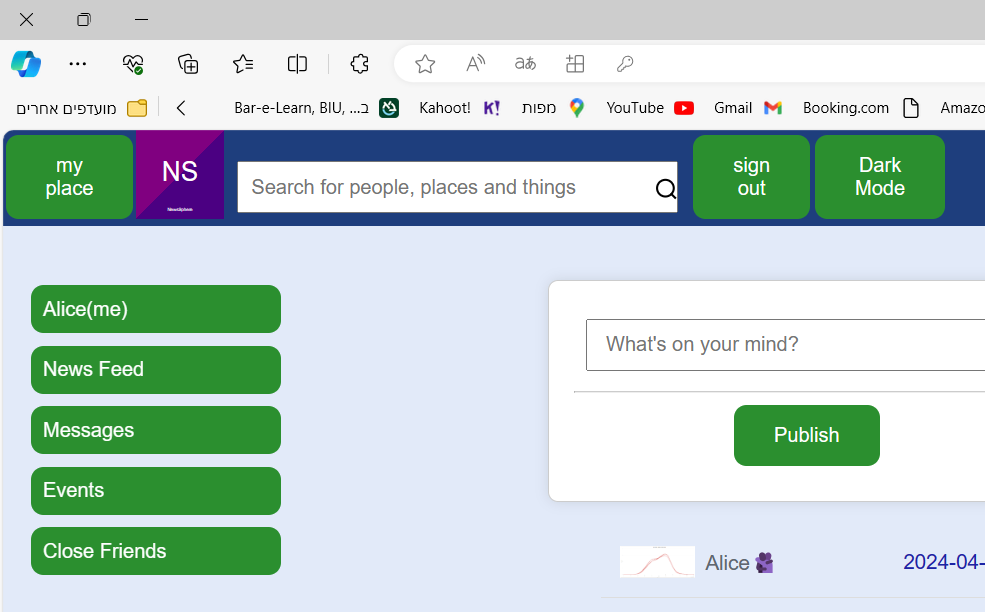 מועדפים אחרים
Bar-e-Learn, BIU, ...ב
Kahoot!
K!
מפות
YouTube
Gmail
Booking.com
Amazo
my
place
NS
NewsSphere
Search for people, places and things
sign
out
Dark
Mode
Alice(me)
News Feed
Messages
Events
Close Friends
What's on your mind?
Publish
Alice
2024-04-